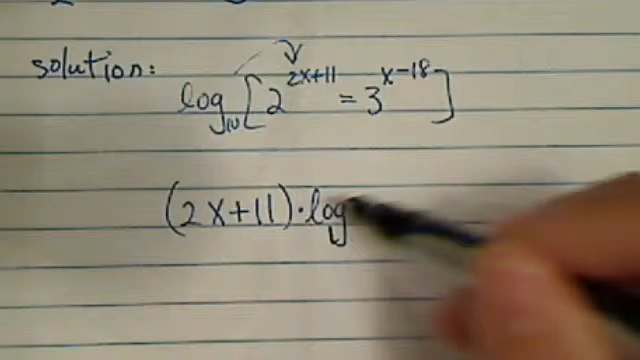 solution:
log₁₀[2^(2x+11) = 3^(x-18)]
(2x+11)·log